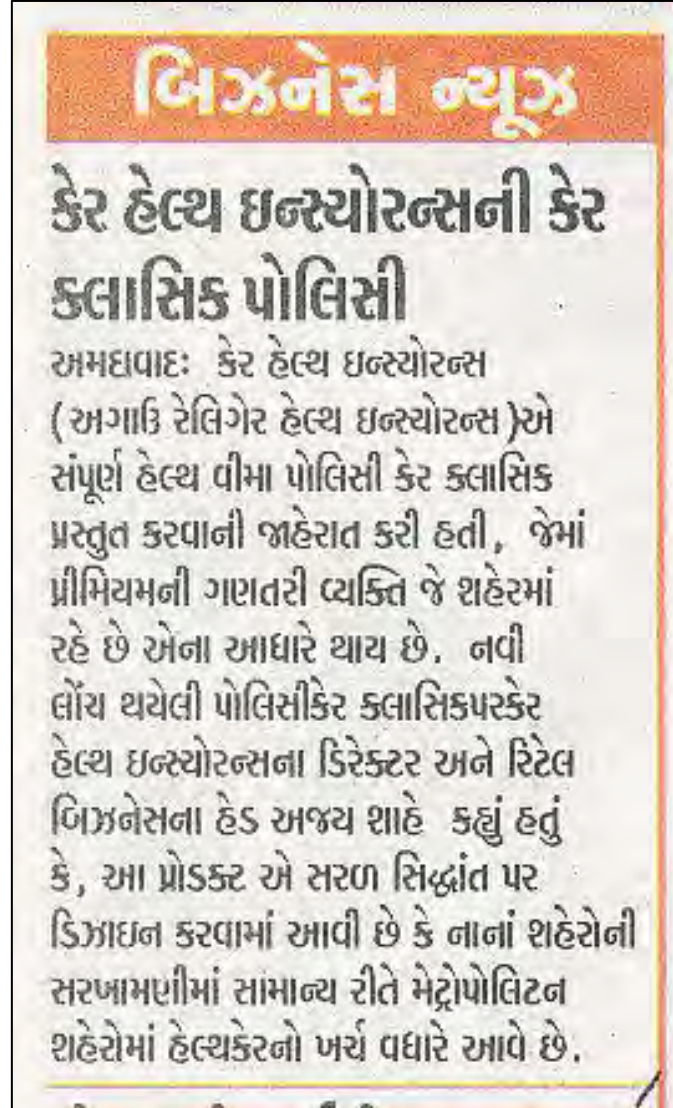 બિઝનેસ ન્યૂઝ
કેર હેલ્થ ઇન્સ્યોરન્સની કેર
ક્લાસિક પોલિસી
અમદાવાદઃ કેર હેલ્થ ઇન્સ્યોરન્સ
(અગાઉ રેલિગેર હેલ્થ ઇન્સ્યોરન્સ)એ
સંપૂર્ણ હેલ્થ વીમા પોલિસી કેર ક્લાસિક
પ્રસ્તુત કરવાની જાહેરાત કરી હતી, જેમાં
પ્રીમિયમની ગણતરી વ્યક્તિ જે શહેરમાં
રહે છે એના આધારે થાય છે. નવી
લોંચ થયેલી પોલિસીકેર ક્લાસિકપરકેર
હેલ્થ ઇન્સ્યોરન્સના ડિરેક્ટર અને રિટેલ
બિઝનેસના હેડ અજય શાહે કહ્યું હતું
કે, આ પ્રોડક્ટ એ સરળ સિદ્ધાંત પર
ડિઝાઇન કરવામાં આવી છે કે નાનાં શહેરોની
સરખામણીમાં સામાન્ય રીતે મેટ્રોપોલિટન
શહેરોમાં હેલ્થકેરનો ખર્ચ વધારે આવે છે.